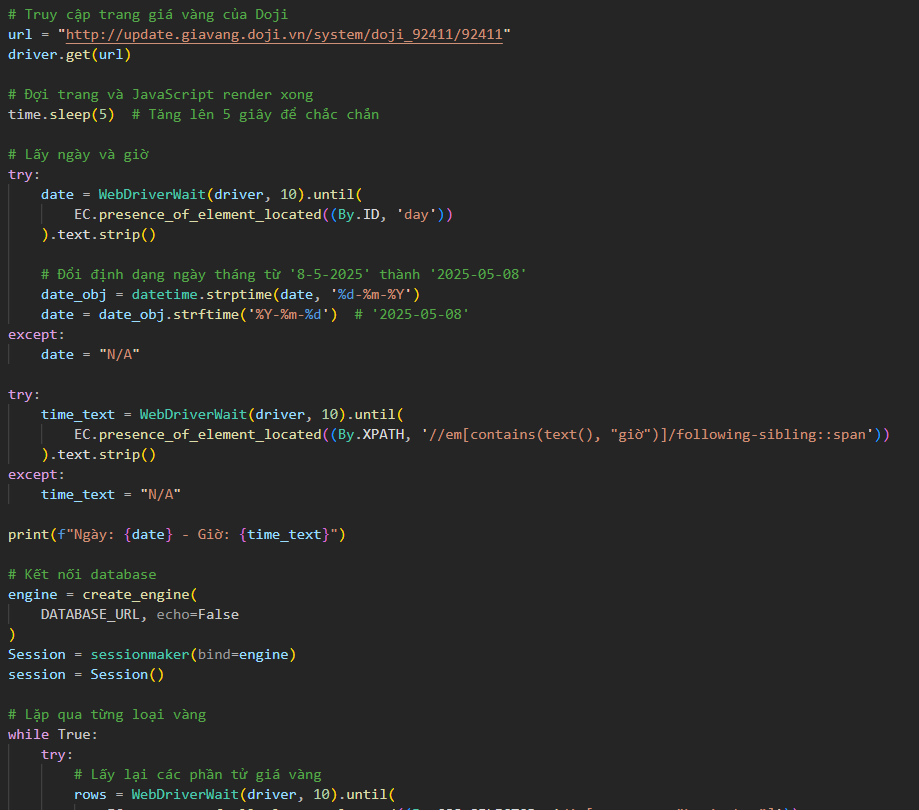 # Truy cập trang giá vàng của Doji
url = "http://update.giavang.doji.vn/system/doji_92411/92411"
driver.get(url)
# Đợi trang và JavaScript render xong
time.sleep(5)  # Tăng lên 5 giây để chắc chắn
# Lấy ngày và giờ
try:
    date = WebDriverWait(driver, 10).until(
        EC.presence_of_element_located((By.ID, 'day'))
    ).text.strip()
    # Đổi định dạng ngày tháng từ '8-5-2025' thành '2025-05-08'
    date_obj = datetime.strptime(date, '%d-%m-%Y')
    date = date_obj.strftime('%Y-%m-%d')  # '2025-05-08'
except:
    date = "N/A"
try:
    time_text = WebDriverWait(driver, 10).until(
        EC.presence_of_element_located((By.XPATH, '//em[contains(text(), "giờ")]/following-sibling::span'))
    ).text.strip()
except:
    time_text = "N/A"
print(f"Ngày: {date} - Giờ: {time_text}")
# Kết nối database
engine = create_engine(
    DATABASE_URL, echo=False
)
Session = sessionmaker(bind=engine)
session = Session()
# Lặp qua từng loại vàng
while True:
    try:
        # Lấy lại các phần tử giá vàng
        rows = WebDriverWait(driver, 10).until(